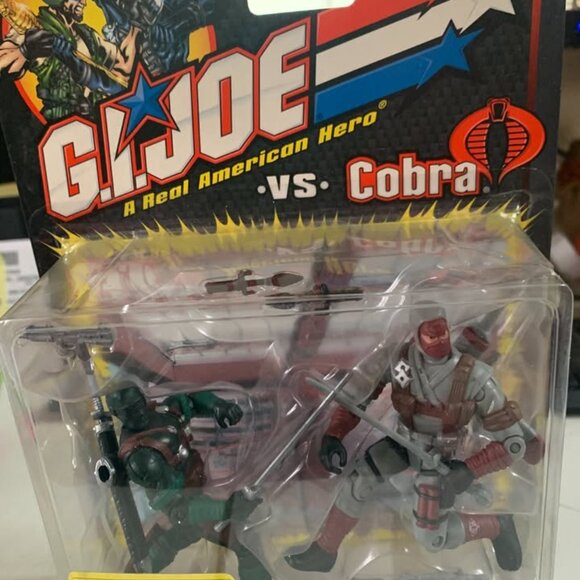 G.I.JOE
A Real American Hero®
·VS· Cobra